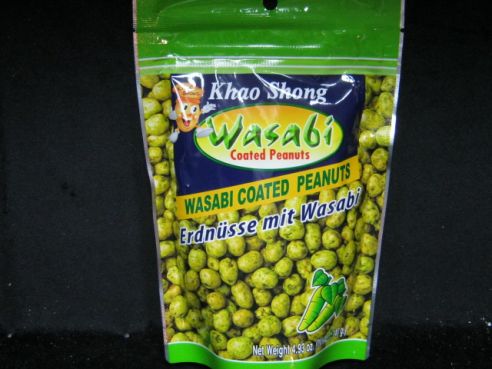 Khao Shong
Wasabi
Coated Peanuts
WASABI COATED PEANUTS
Erdnüsse mit Wasabi
Net Weight 4.93 oz